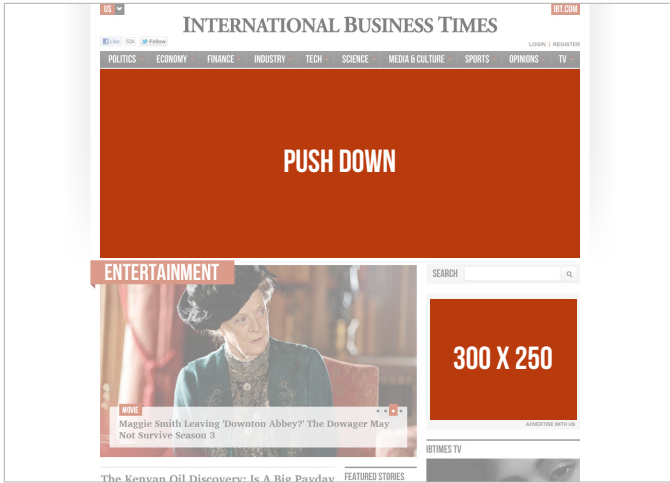 US
IBT.COM
INTERNATIONAL BUSINESS TIMES
Like 52k Follow
LOGIN | REGISTER
POLITICS ECONOMY FINANCE INDUSTRY TECH SCIENCE MEDIA & CULTURE SPORTS OPINIONS TV
PUSH DOWN
ENTERTAINMENT
SEARCH
300 X 250
MOVIE
Maggie Smith Leaving 'Downton Abbey?' The Dowager May
Not Survive Season 3
ADVERTISE WITH US
IBTIMES TV
The Kenyan Oil Discovery: Is A Big Payday
FEATURED STORIES